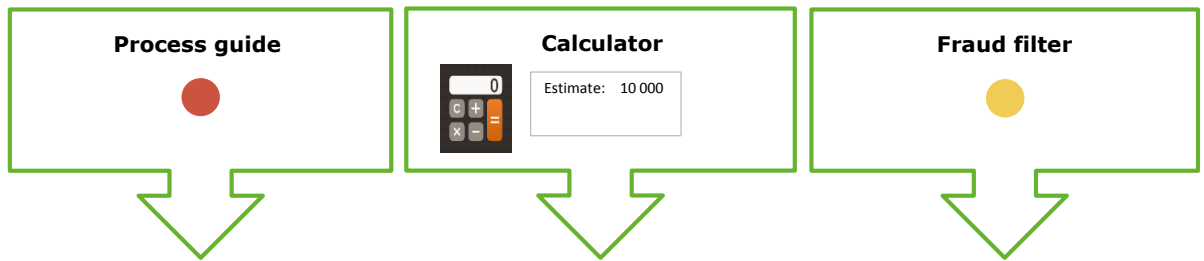 Process guide
Calculator
0
C + =
x −
Estimate: 10 000
Fraud filter